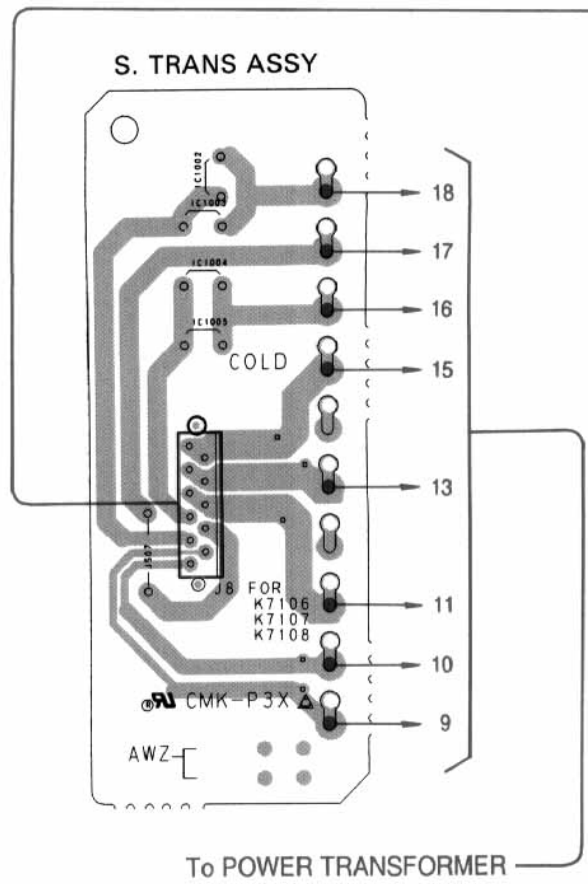 S. TRANS ASSY
IC1002
18
IC1003
17
IC1004
16
IC1005
COLD
15
13
J507
J8 FOR
K7106
K7107
K7108
11
10
CMK-P3X
9
AWZ
To POWER TRANSFORMER